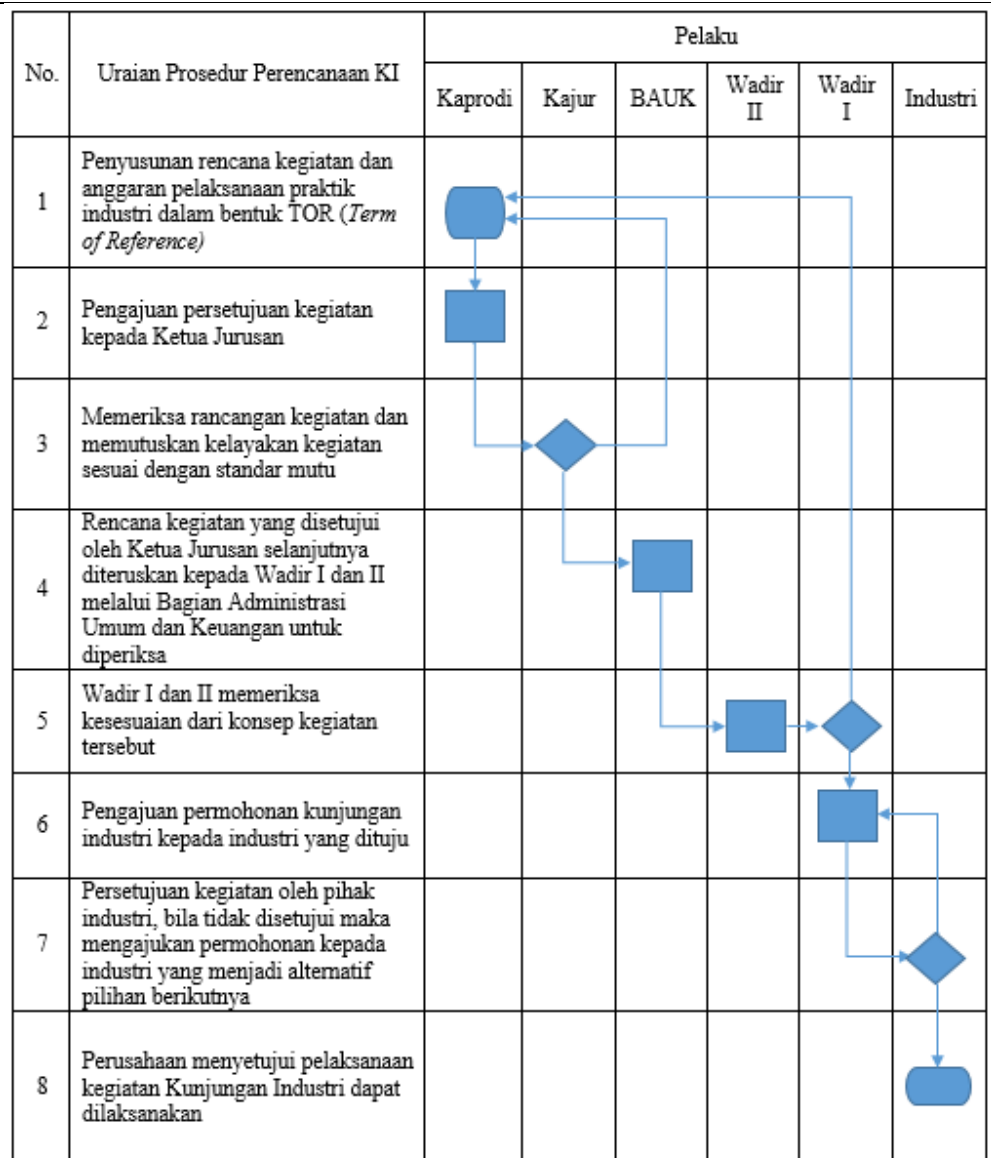 Pelaku
No.
Uraian Prosedur Perencanaan KI
Kaprodi
Kajur
BAUK
Wadir
II
Wadir
I
Industri
1
Penyusunan rencana kegiatan dan
anggaran pelaksanaan praktik
industri dalam bentuk TOR (Term
of Reference)
2
Pengajuan persetujuan kegiatan
kepada Ketua Jurusan
3
Memeriksa rancangan kegiatan dan
memutuskan kelayakan kegiatan
sesuai dengan standar mutu
4
Rencana kegiatan yang disetujui
oleh Ketua Jurusan selanjutnya
diteruskan kepada Wadir I dan II
melalui Bagian Administrasi
Umum dan Keuangan untuk
diperiksa
5
Wadir I dan II memeriksa
kesesuaian dari konsep kegiatan
tersebut
6
Pengajuan permohonan kunjungan
industri kepada industri yang dituju
7
Persetujuan kegiatan oleh pihak
industri, bila tidak disetujui maka
mengajukan permohonan kepada
industri yang menjadi alternatif
pilihan berikutnya
8
Perusahaan menyetujui pelaksanaan
kegiatan Kunjungan Industri dapat
dilaksanakan